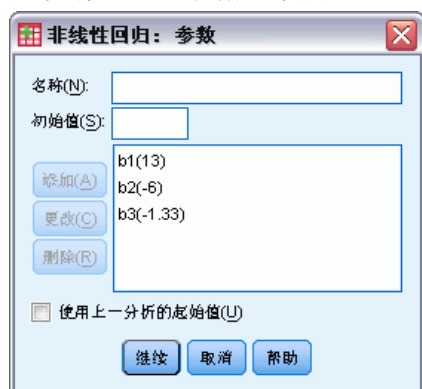 非线性回归：参数
名称(N):
初始值(S):
添加(A)
更改(C)
删除(R)
b1(13)
b2(-6)
b3(-1.33)
使用上一分析的起始值(U)
继续
取消
帮助